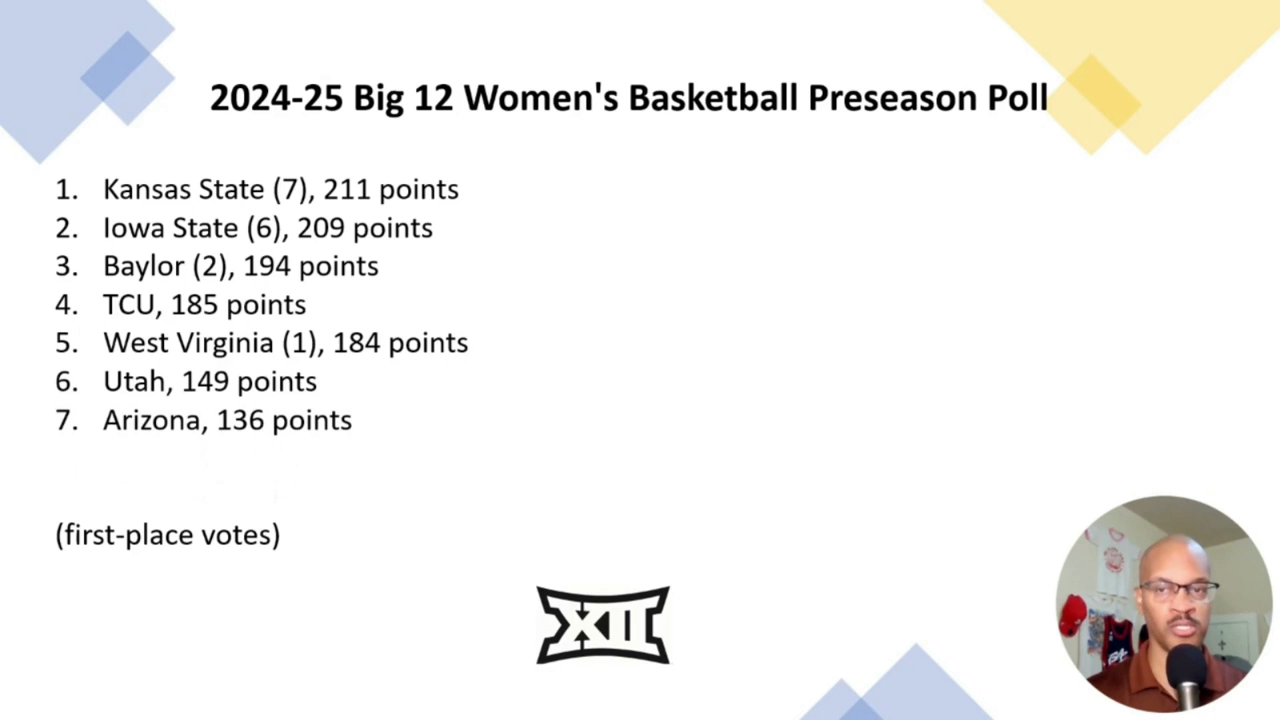 2024-25 Big 12 Women's Basketball Preseason Poll
1. Kansas State (7), 211 points
2. Iowa State (6), 209 points
3. Baylor (2), 194 points
4. TCU, 185 points
5. West Virginia (1), 184 points
6. Utah, 149 points
7. Arizona, 136 points
(first-place votes)
XII